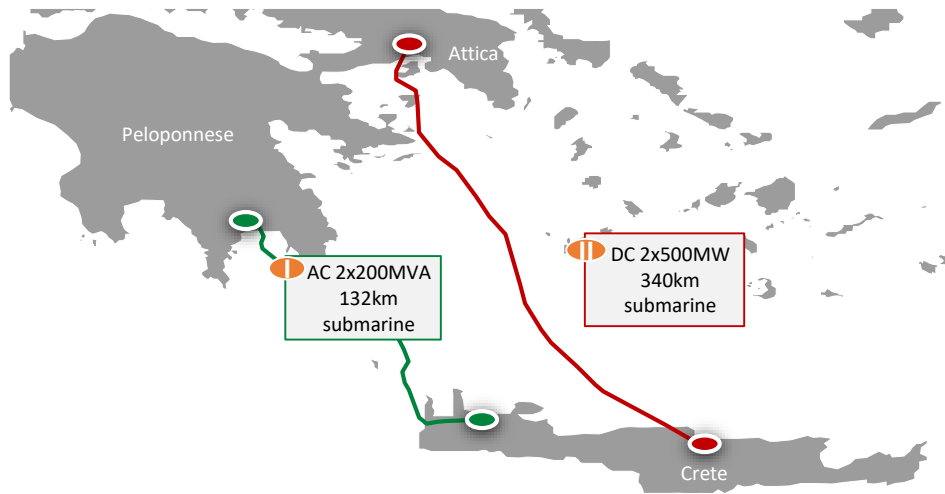 Attica
Peloponnese
I
AC 2x200MVA
132km
submarine
II
DC 2x500MW
340km
submarine
Crete